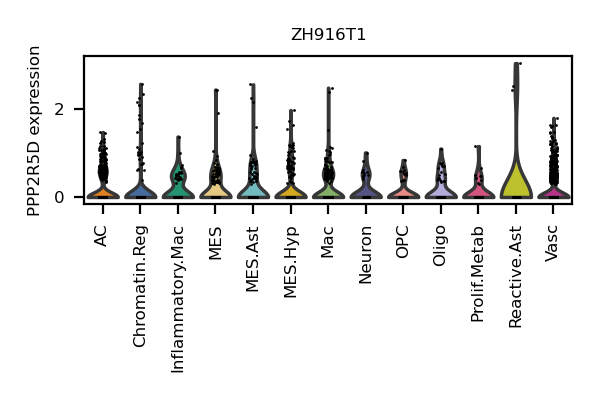 ZH916T1
PPP2R5D expression
2
0
AC
Chromatin.Reg
Inflammatory.Mac
MES
MES.Ast
MES.Hyp
Mac
Neuron
OPC
Oligo
Prolif.Metab
Reactive.Ast
Vasc